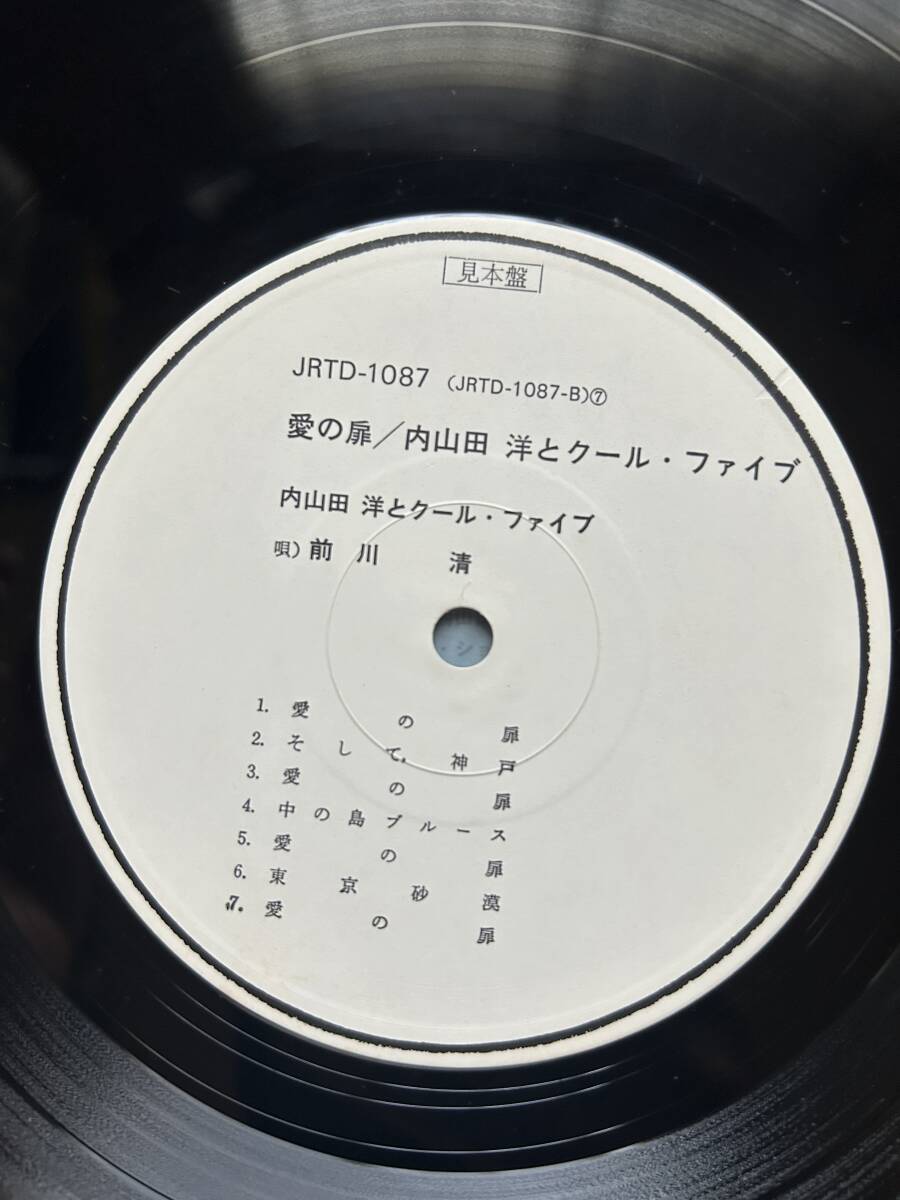 見本盤
JRTD-1087 (JRTD-1087-B)⑦
愛の扉／内山田 洋とクール・ファイブ
内山田 洋とクール・ファイブ
唄）前川 清
1. 愛の扉
2. そして、神戸
3. 愛の扉
4. 中の島ブルース
5. 愛の扉
6. 東京砂漠
7. 愛の扉